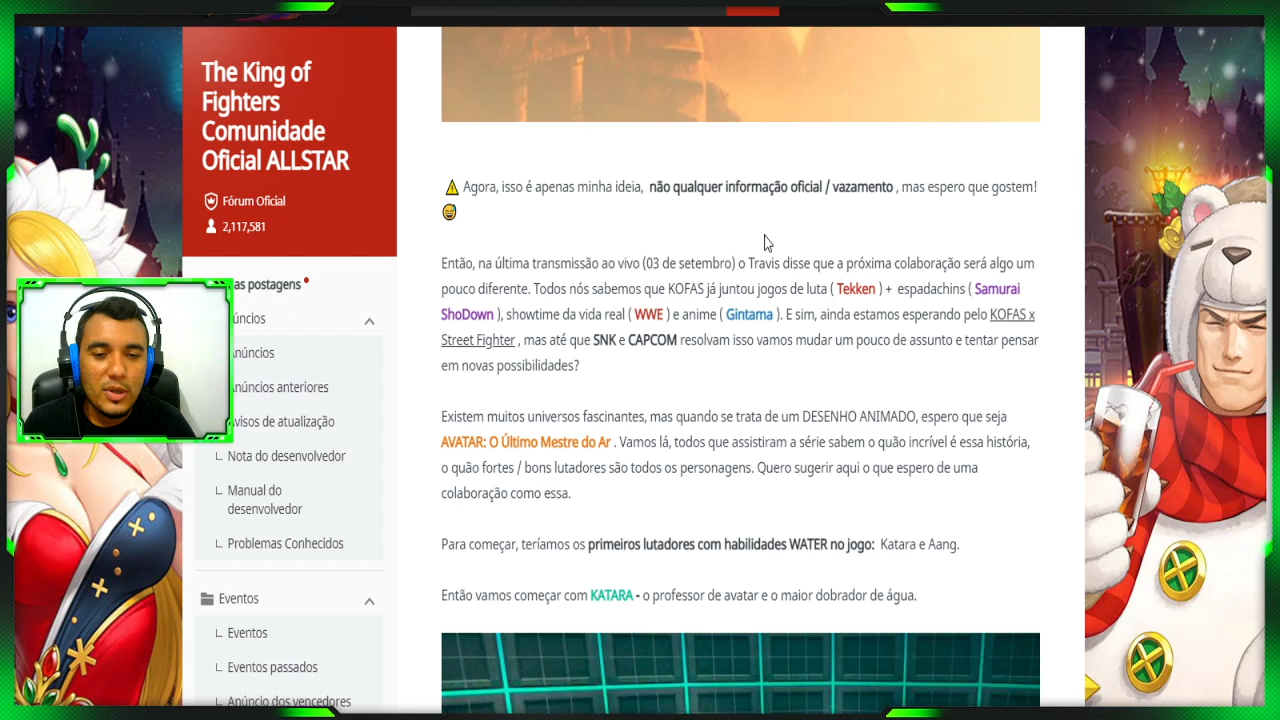 The King of
Fighters
Comunidade
Oficial ALLSTAR
Fórum Oficial
2,117,581
as postagens
úncios
Anúncios
Anúncios anteriores
visos de atualização
Nota do desenvolvedor
Manual do
desenvolvedor
Problemas Conhecidos
Eventos
Eventos
Eventos passados
Anúncio dos vencedores
Agora, isso é apenas minha ideia, não qualquer informação oficial / vazamento , mas espero que gostem!
Então, na última transmissão ao vivo (03 de setembro) o Travis disse que a próxima colaboração será algo um
pouco diferente. Todos nós sabemos que KOFAS já juntou jogos de luta ( Tekken ) + espadachins ( Samurai
ShoDown ), showtime da vida real ( WWE ) e anime ( Gintama ). E sim, ainda estamos esperando pelo KOFAS x
Street Fighter , mas até que SNK e CAPCOM resolvam isso vamos mudar um pouco de assunto e tentar pensar
em novas possibilidades?
Existem muitos universos fascinantes, mas quando se trata de um DESENHO ANIMADO, espero que seja
AVATAR: O Último Mestre do Ar . Vamos lá, todos que assistiram a série sabem o quão incrível é essa história,
o quão fortes / bons lutadores são todos os personagens. Quero sugerir aqui o que espero de uma
colaboração como essa.
Para começar, teríamos os primeiros lutadores com habilidades WATER no jogo: Katara e Aang.
Então vamos começar com KATARA - o professor de avatar e o maior dobrador de água.